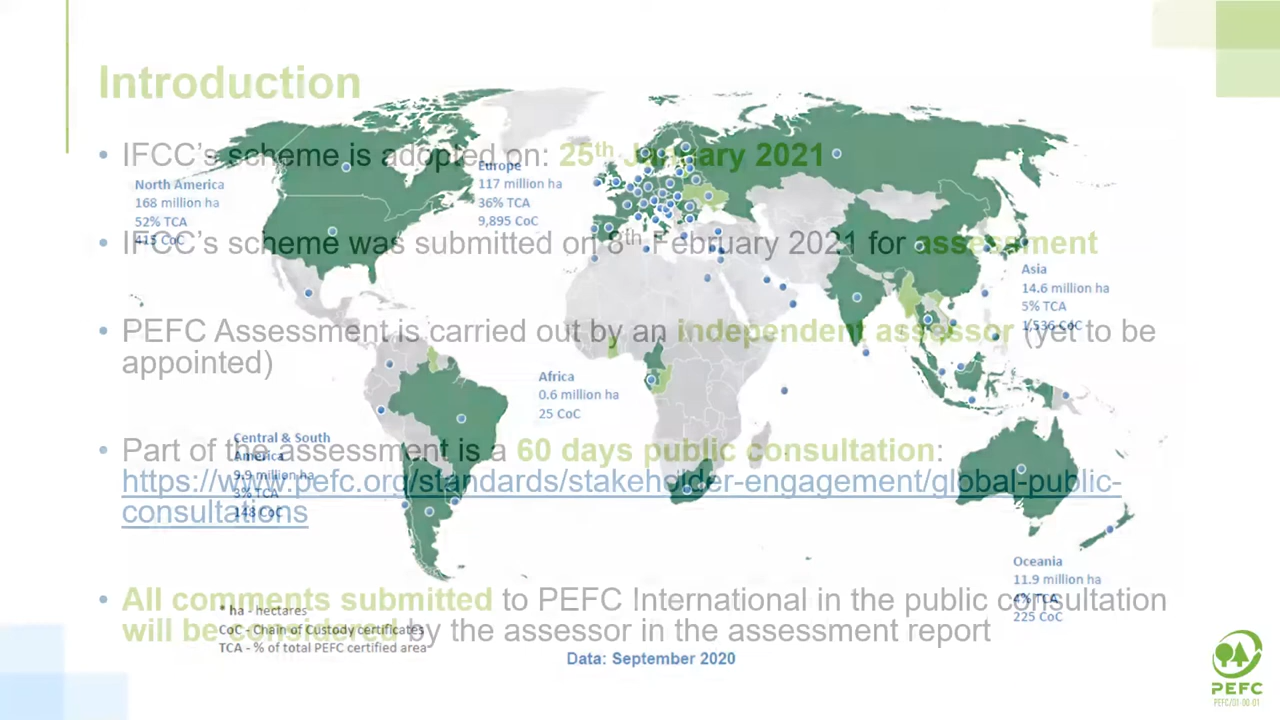 Introduction
• IFCC's scheme is adopted on: 25th January 2021
• IFCC's scheme was submitted on 8th February 2021 for assessment
• PEFC Assessment is carried out by an independent assessor (yet to be
appointed)
• Part of the assessment is a 60 days public consultation:
https://www.pefc.org/standards/stakeholder-engagement/global-public-
consultations
• All comments submitted to PEFC International in the public consultation
will be considered by the assessor in the assessment report
North America
168 million ha
52% TCA
415 CoC
Europe
117 million ha
36% TCA
9,895 CoC
Asia
14.6 million ha
5% TCA
1,536 CoC
Africa
0.6 million ha
25 CoC
Central & South
America
9.9 million ha
3% TCA
148 CoC
Oceania
11.9 million ha
4% TCA
225 CoC
* ha - hectares
CoC - Chain of Custody certificates
TCA - % of total PEFC certified area
Data: September 2020
PEFC
PEFC/01-00-01